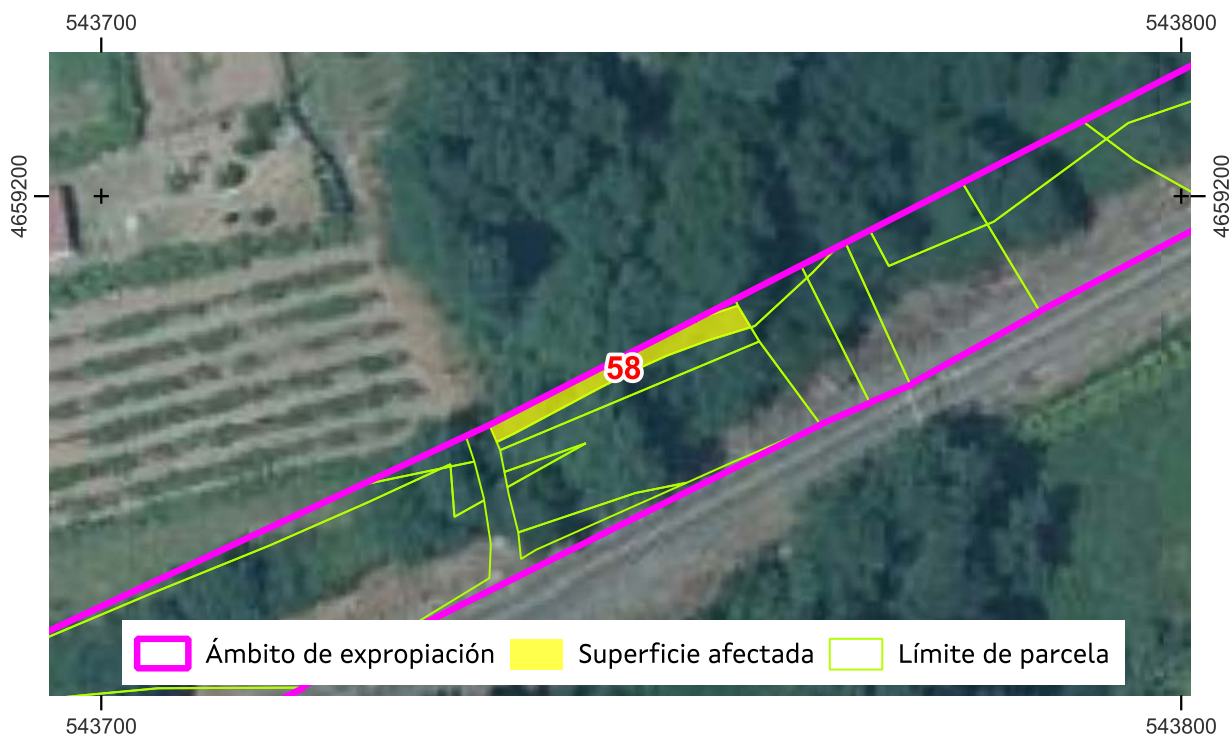 543700
543800
4659200
4659200
58
Ámbito de expropiación
Superficie afectada
Límite de parcela
543700
543800